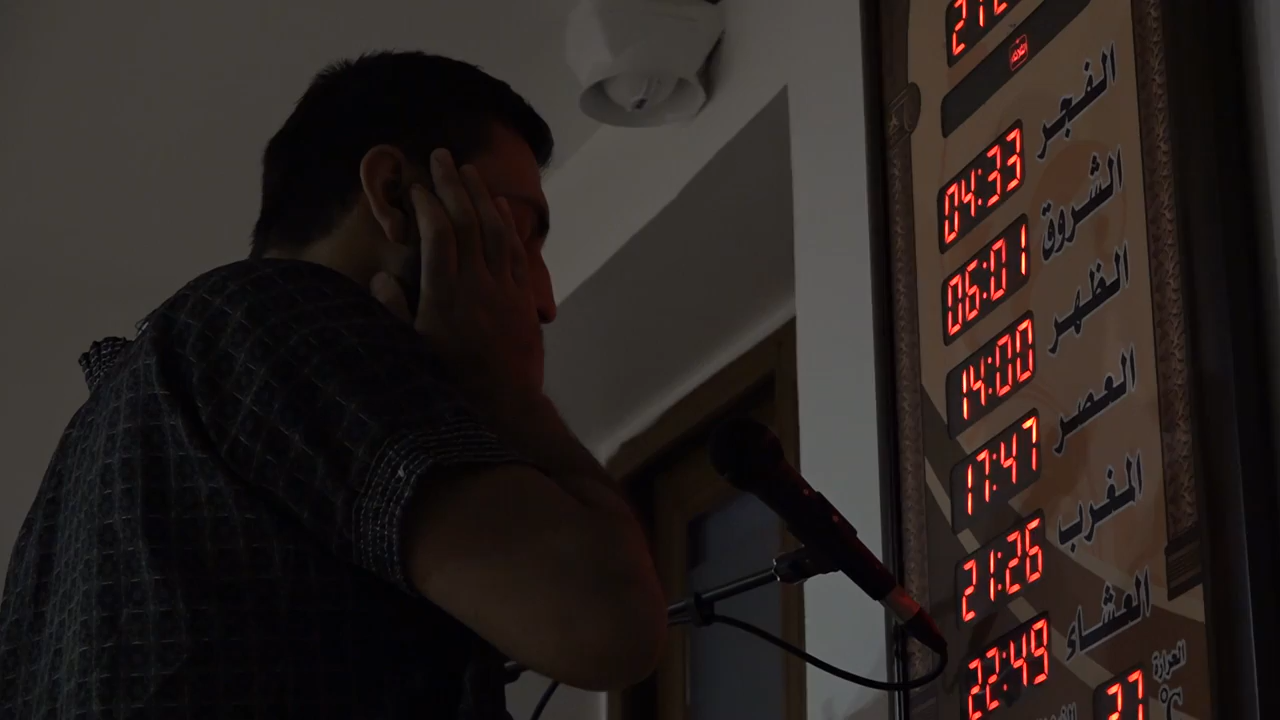 الفجر 04:33
الشروق 06:01
الظهر 14:00
العصر 17:47
المغرب 21:26
العشاء 22:49
الحرارة
27 °C